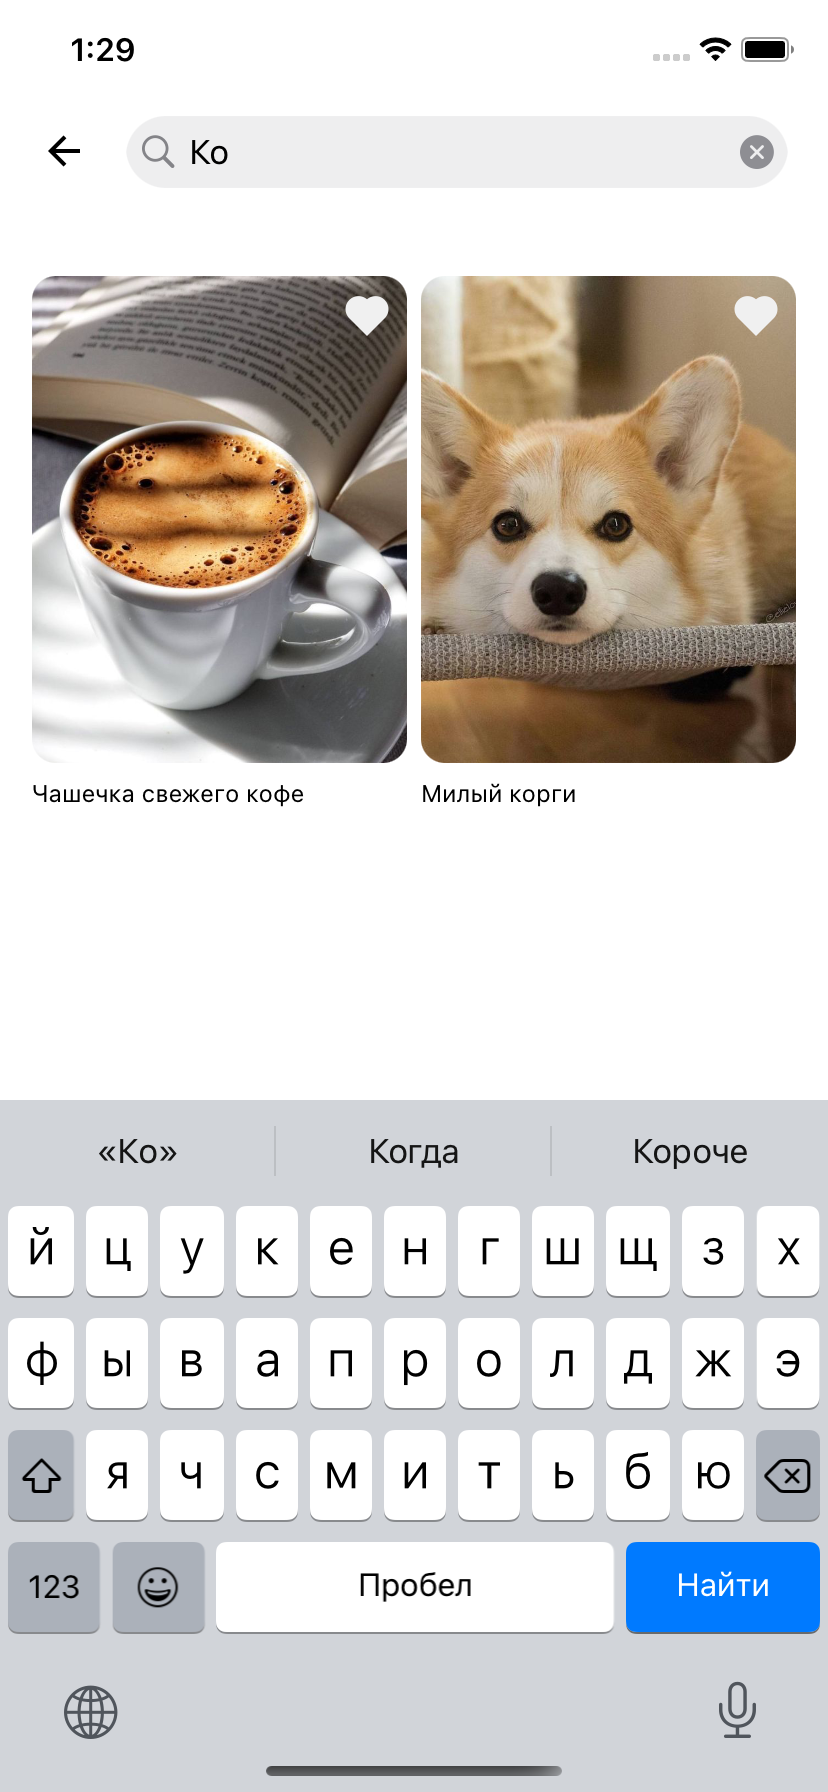 1:29
Ко
Чашечка свежего кофе
Милый корги
«Ко» Когда Короче
й ц у к е н г ш щ з х
ф ы в а п р о л д ж э
я ч с м и т ь б ю
123 Пробел Найти